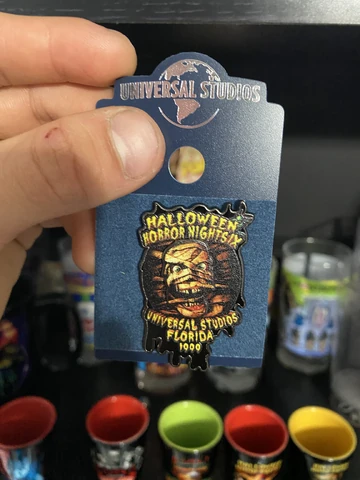 UNIVERSAL STUDIOS
HALLOWEEN
HORROR NIGHTS IX
UNIVERSAL STUDIOS
FLORIDA
1999